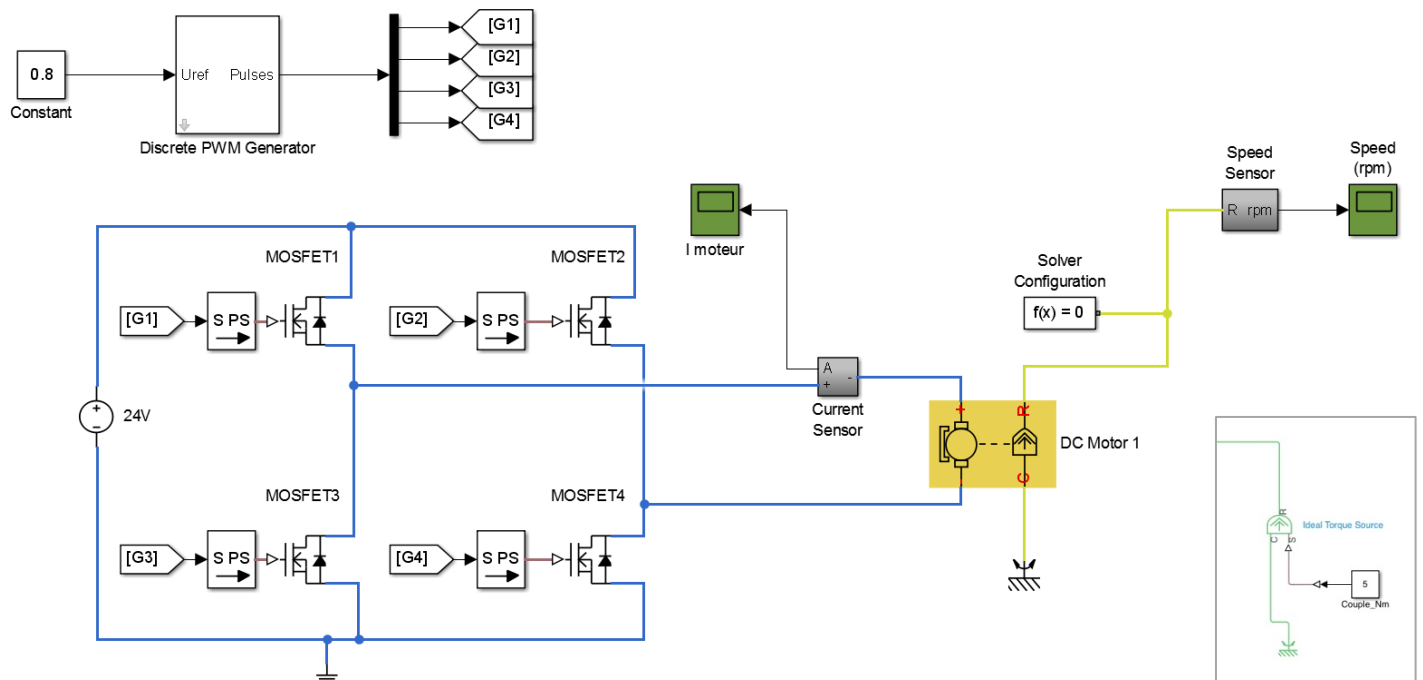 [G1]
[G2]
[G3]
[G4]
0.8
Constant
Uref Pulses
Discrete PWM Generator
Speed
Sensor
Speed
(rpm)
R rpm
I moteur
Solver
Configuration
f(x) = 0
MOSFET1
MOSFET2
[G1]
S PS
[G2]
S PS
A
+
-
Current
Sensor
+
-
24V
+
R
DC Motor 1
-
C
MOSFET3
MOSFET4
[G3]
S PS
[G4]
S PS
R
Ideal Torque Source
C
S
5
Couple_Nm